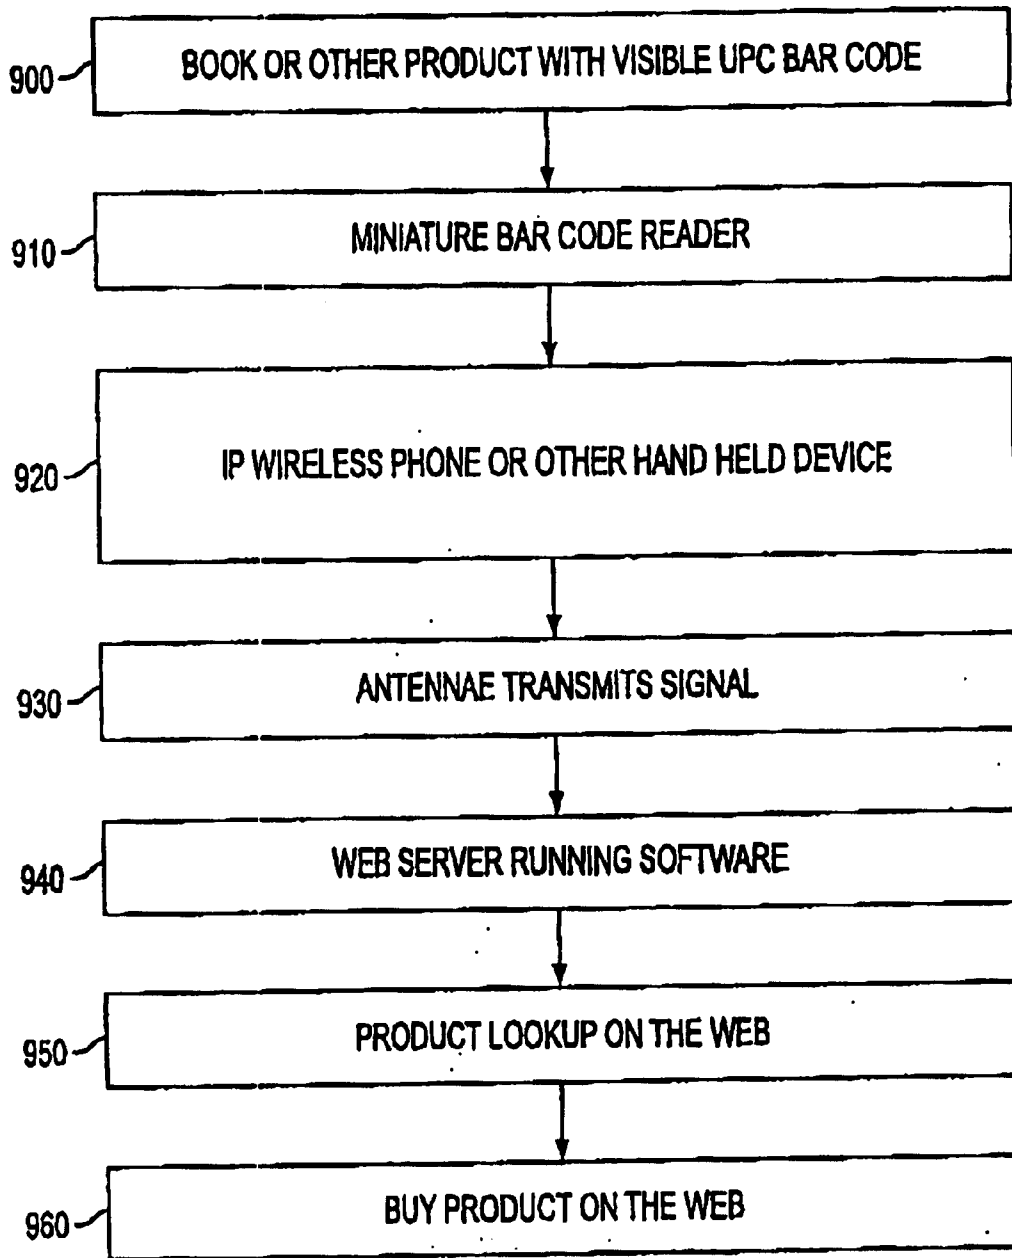 900 BOOK OR OTHER PRODUCT WITH VISIBLE UPC BAR CODE
910 MINIATURE BAR CODE READER
920 IP WIRELESS PHONE OR OTHER HAND HELD DEVICE
930 ANTENNAE TRANSMITS SIGNAL
940 WEB SERVER RUNNING SOFTWARE
950 PRODUCT LOOKUP ON THE WEB
960 BUY PRODUCT ON THE WEB